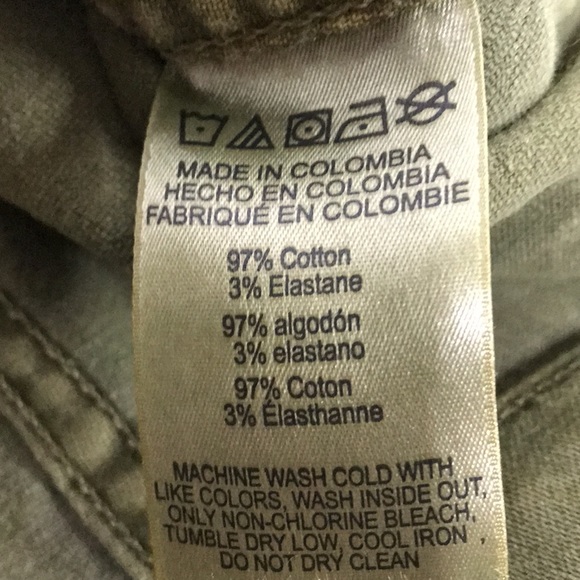 MADE IN COLOMBIA
HECHO EN COLOMBIA
FABRIQUÉ EN COLOMBIE
97% Cotton
3% Elastane
97% algodón
3% elastano
97% Coton
3% Élasthanne
MACHINE WASH COLD WITH
LIKE COLORS, WASH INSIDE OUT,
ONLY NON-CHLORINE BLEACH,
TUMBLE DRY LOW, COOL IRON ,
DO NOT DRY CLEAN